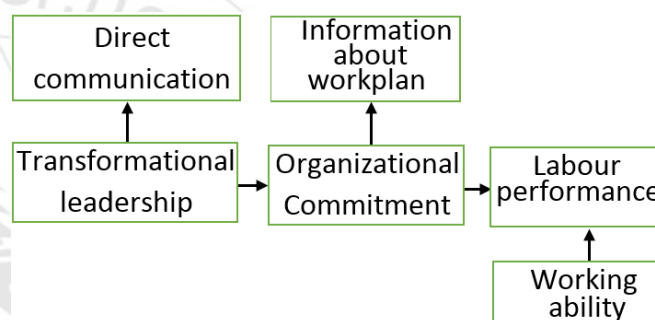 Direct
communication
Information
about
workplan
Transformational
leadership
Organizational
Commitment
Labour
performance
Working
ability